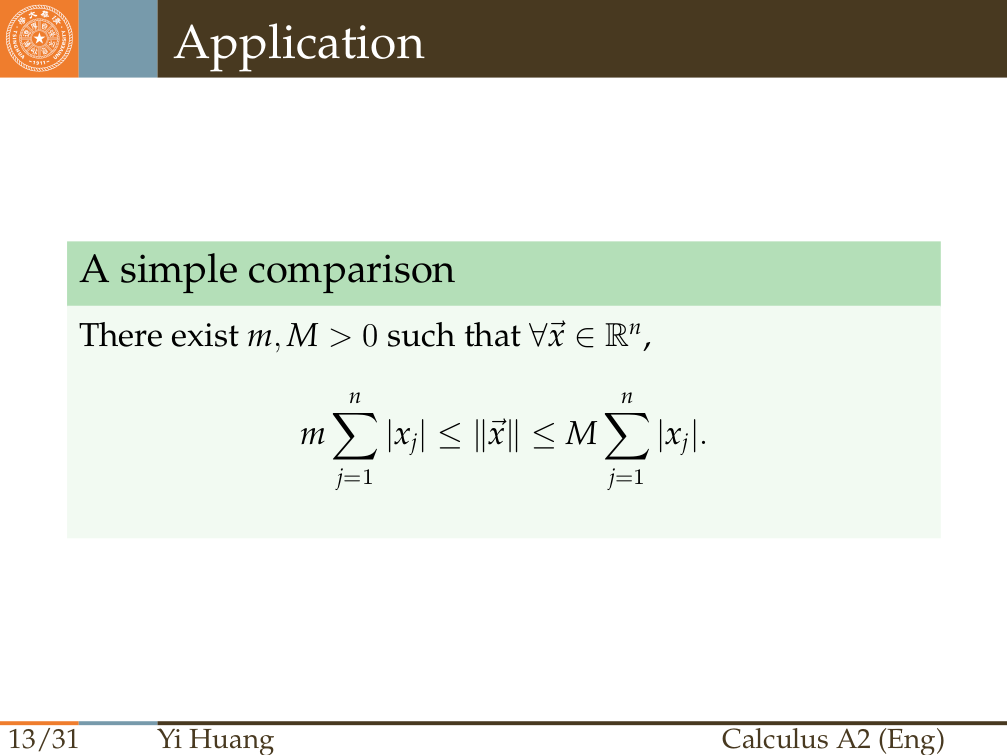 Application
A simple comparison
There exist m, M > 0 such that ∀x⃗ ∈ ℝⁿ,
m ∑_{j=1}^{n} |x_j| ≤ ‖x⃗‖ ≤ M ∑_{j=1}^{n} |x_j|.
13/31 Yi Huang Calculus A2 (Eng)